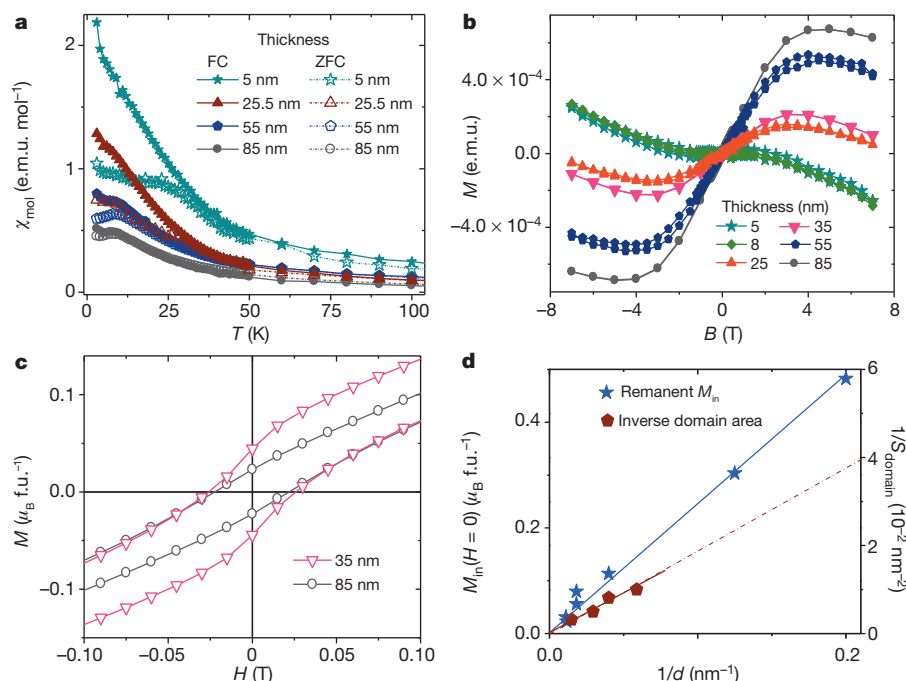 a
Thickness
FC ZFC
5 nm 5 nm
25.5 nm 25.5 nm
55 nm 55 nm
85 nm 85 nm
2
1
0
χmol (e.m.u. mol⁻¹)
0 25 50 75 100
T (K)
b
4.0 × 10⁻⁴
0.0
−4.0 × 10⁻⁴
M (e.m.u.)
Thickness (nm)
5 35
8 55
25 85
−8 −4 0 4 8
B (T)
c
0.1
0.0
−0.1
M (μB f.u.⁻¹)
35 nm
85 nm
−0.10 −0.05 0 0.05 0.10
H (T)
d
Remanent Min
Inverse domain area
0.4
0.2
0.0
Min(H = 0) (μB f.u.⁻¹)
6
4
2
0
1/Sdomain (10⁻² nm⁻²)
0.0 0.1 0.2
1/d (nm⁻¹)